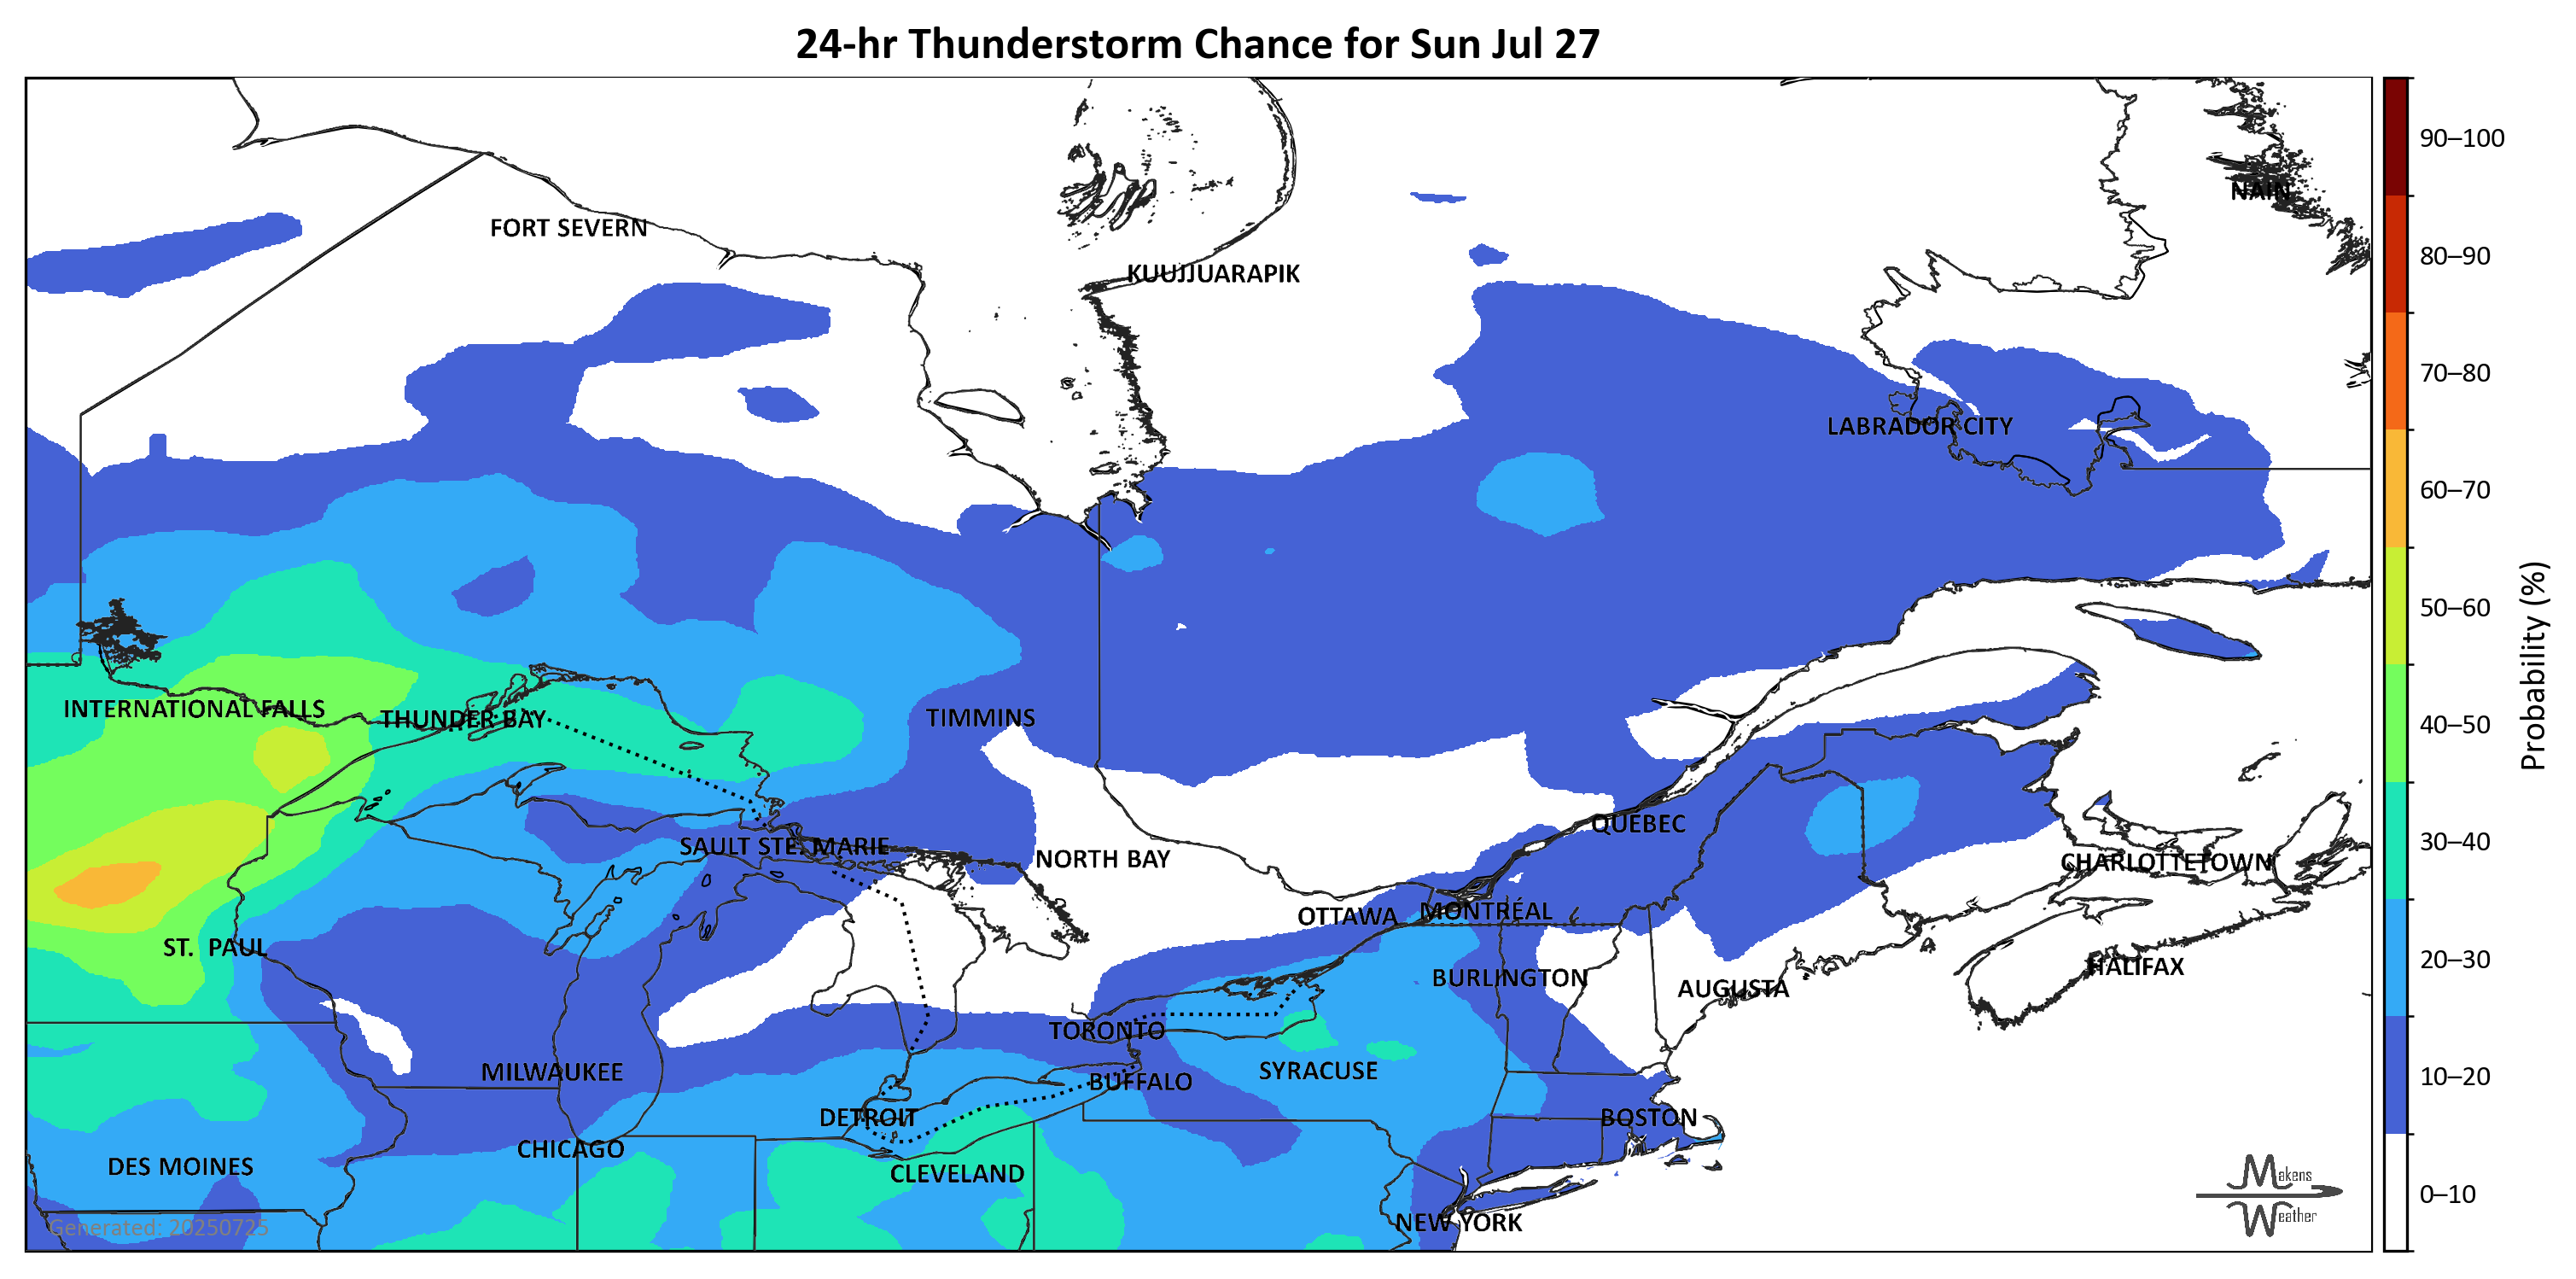 24-hr Thunderstorm Chance for Sun Jul 27
90–100
NAIN
FORT SEVERN
80–90
KUUJJUARAPIK
70–80
LABRADOR CITY
60–70
50–60
Probability (%)
INTERNATIONAL FALLS
THUNDER BAY
TIMMINS
40–50
QUEBEC
SAULT STE. MARIE
NORTH BAY
30–40
CHARLOTTETOWN
OTTAWA
MONTRÉAL
ST. PAUL
20–30
HALIFAX
BURLINGTON
AUGUSTA
TORONTO
MILWAUKEE
SYRACUSE
BUFFALO
10–20
DETROIT
BOSTON
CHICAGO
DES MOINES
CLEVELAND
Makens
Weather
0–10
NEW YORK
Generated: 20250725